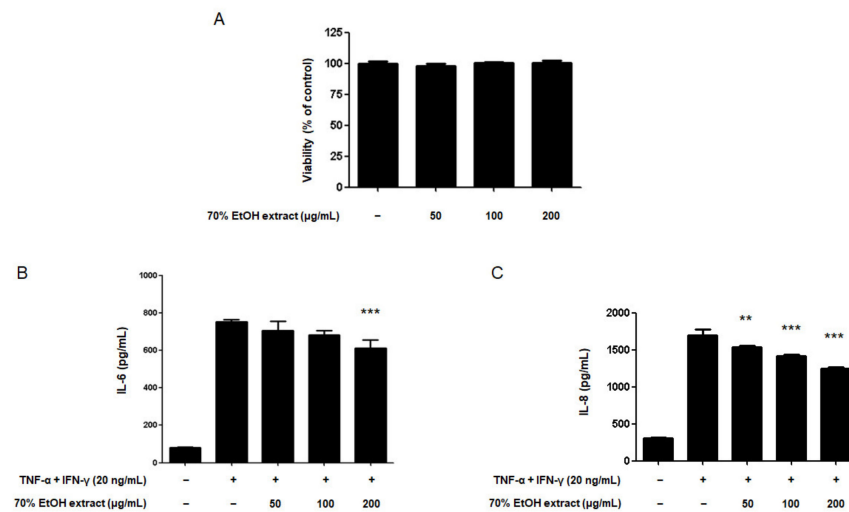 A
Viability (% of control)
125
100
75
50
25
0
70% EtOH extract (μg/mL) – 50 100 200
B
IL-6 (pg/mL)
1000
800
600
400
200
0
***
TNF-α + IFN-γ (20 ng/mL) – + + + +
70% EtOH extract (μg/mL) – – 50 100 200
C
IL-8 (pg/mL)
2000
1500
1000
500
0
** *** ***
TNF-α + IFN-γ (20 ng/mL) – + + + +
70% EtOH extract (μg/mL) – – 50 100 200